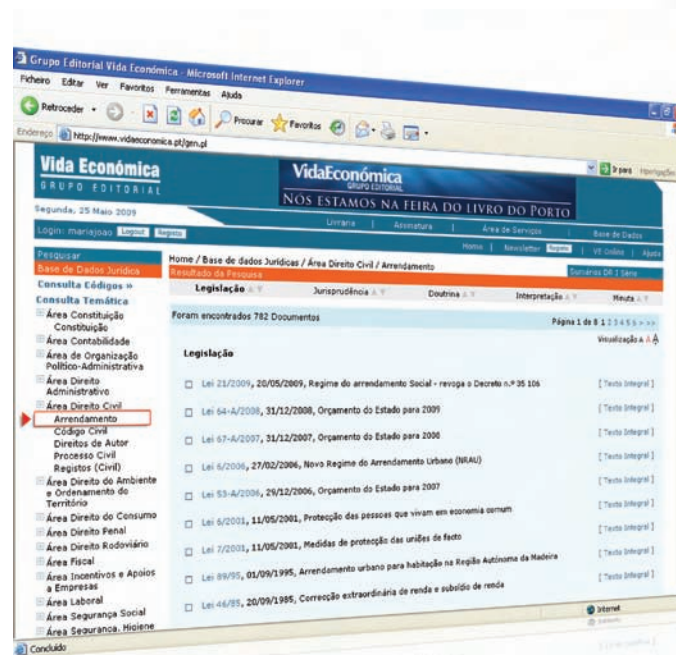 Grupo Editorial Vida Económica - Microsoft Internet Explorer
Ficheiro Editar Ver Favoritos Ferramentas Ajuda
Retroceder Procurar Favoritos
Endereço http://www.vidaeconomica.pt/gen.pl Ir para
Vida Económica
GRUPO EDITORIAL
VidaEconómica
GRUPO EDITORIAL
NÓS ESTAMOS NA FEIRA DO LIVRO DO PORTO
Segunda, 25 Maio 2009
Livraria | Assinatura | Área de Serviços | Base de Dados
Login: mariajoao Logout Registo
Home | Newsletter Registo | VE Online | Ajuda
Pesquisar
Base de Dados Jurídica
Consulta Códigos »
Consulta Temática
Área Constituição
Constituição
Área Contabilidade
Área de Organização
Político-Administrativa
Área Direito
Administrativo
Área Direito Civil
Arrendamento
Código Civil
Direitos de Autor
Processo Civil
Registos (Civil)
Área Direito do Ambiente
e Ordenamento do
Território
Área Direito do Consumo
Área Direito Penal
Área Direito Rodoviário
Área Fiscal
Área Incentivos e Apoios
a Empresas
Área Laboral
Área Segurança Social
Área Segurança, Higiene
Home / Base de dados Jurídicas / Área Direito Civil / Arrendamento
Resultado da Pesquisa
Sumários DR I Série
Legislação Jurisprudência Doutrina Interpretação Minuta
Foram encontrados 782 Documentos
Página 1 de 8 1 2 3 4 5 6 > >>
Visualização A A A
Legislação
Lei 21/2009, 20/05/2009, Regime do arrendamento Social - revoga o Decreto n.º 35 106 [ Texto Integral ]
Lei 64-A/2008, 31/12/2008, Orçamento do Estado para 2009 [ Texto Integral ]
Lei 67-A/2007, 31/12/2007, Orçamento do Estado para 2008 [ Texto Integral ]
Lei 6/2006, 27/02/2006, Novo Regime do Arrendamento Urbano (NRAU) [ Texto Integral ]
Lei 53-A/2006, 29/12/2006, Orçamento do Estado para 2007 [ Texto Integral ]
Lei 6/2001, 11/05/2001, Protecção das pessoas que vivam em economia comum [ Texto Integral ]
Lei 7/2001, 11/05/2001, Medidas de protecção das uniões de facto [ Texto Integral ]
Lei 89/95, 01/09/1995, Arrendamento urbano para habitação na Região Autónoma da Madeira [ Texto Integral ]
Lei 46/85, 20/09/1985, Correcção extraordinária de renda e subsídio de renda [ Texto Integral ]
Concluído Internet